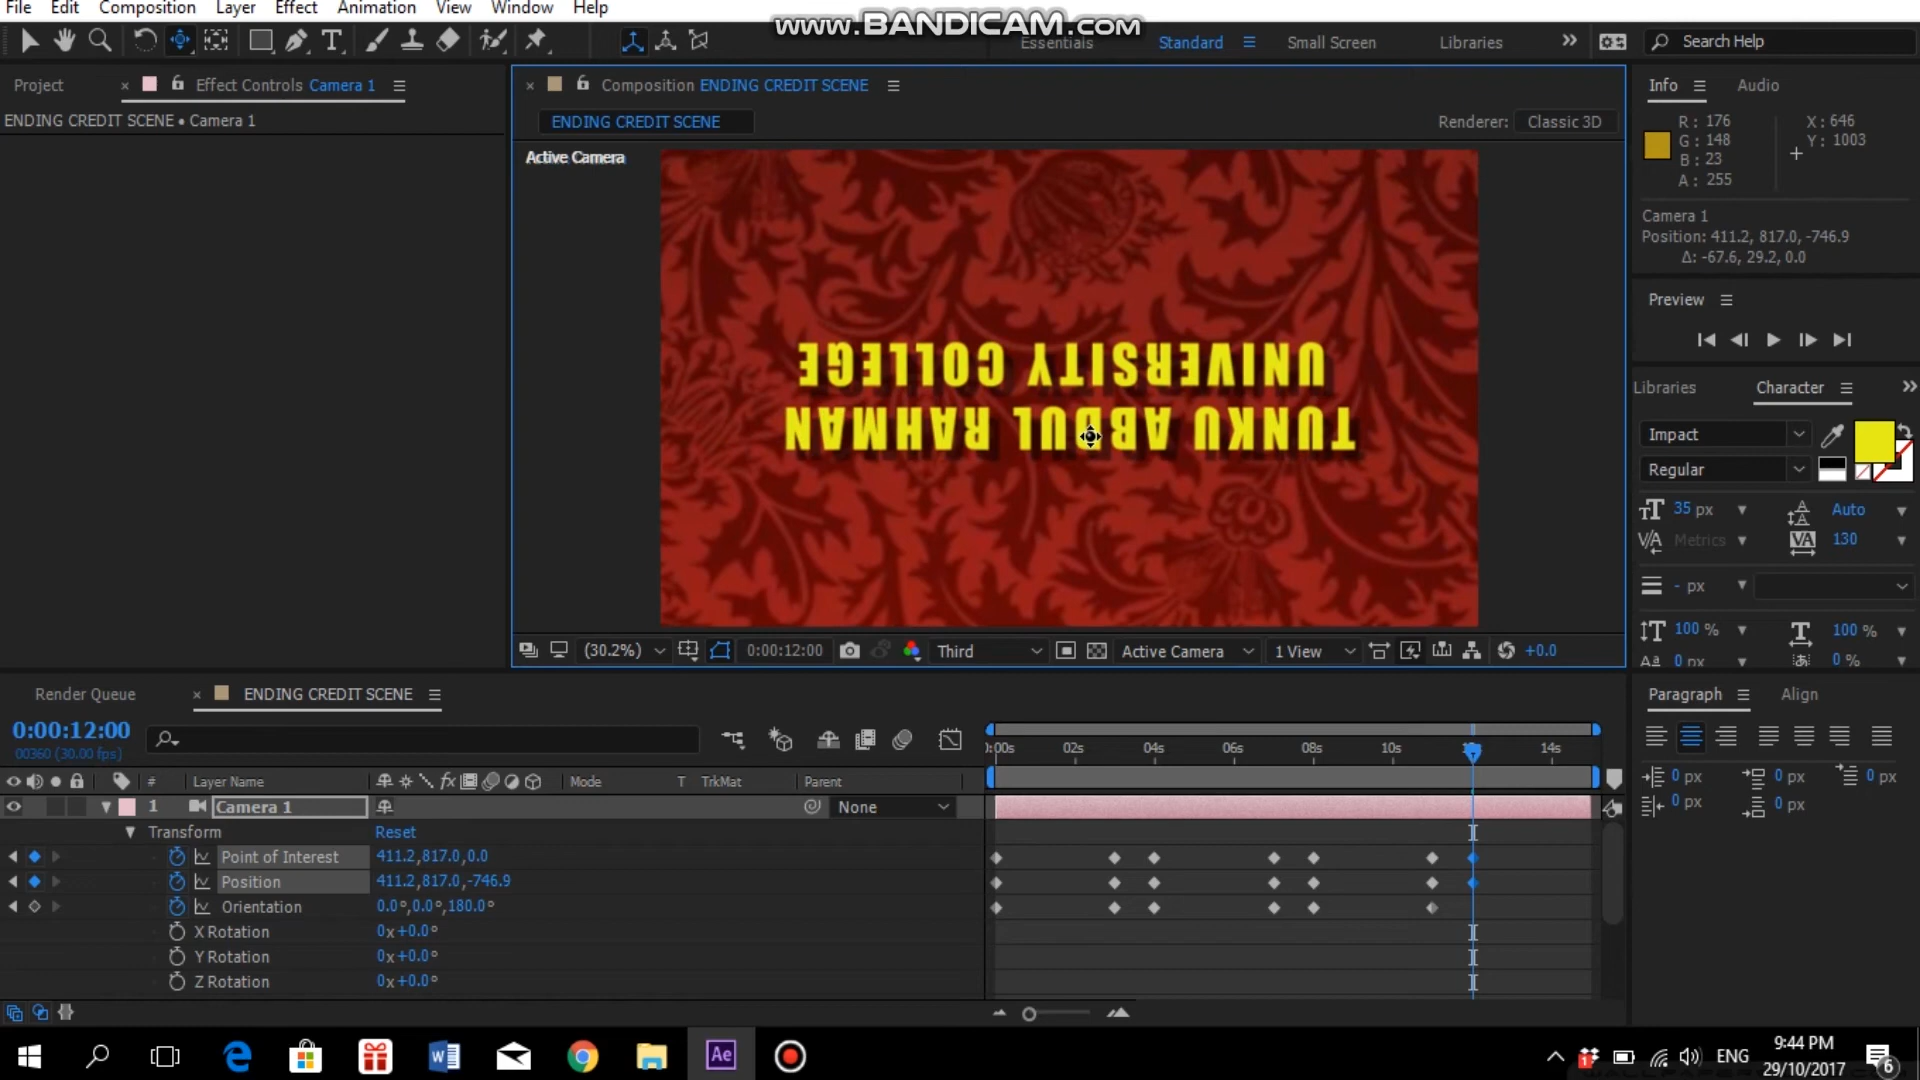 File Edit Composition Layer Effect Animation View Window Help
www.BANDICAM.com
Essentials Standard Small Screen Libraries Search Help
Project Effect Controls Camera 1
Composition ENDING CREDIT SCENE
Info Audio
ENDING CREDIT SCENE • Camera 1
ENDING CREDIT SCENE
Renderer: Classic 3D
R: 176 X: 646
G: 148 Y: 1003
B: 23
A: 255
Active Camera
Camera 1
Position: 411.2, 817.0, -746.9
Δ: -67.6, 29.2, 0.0
Preview
TUNKU ABDUL RAHMAN
UNIVERSITY COLLEGE
Libraries Character
Impact
Regular
35 px Auto
Metrics 130
- px
100 % 100 %
0 px 0 %
(30.2%) 0:00:12:00 Third Active Camera 1 View +0.0
Render Queue ENDING CREDIT SCENE
Paragraph Align
0:00:12:00
00360 (30.00 fps)
0:00s 02s 04s 06s 08s 10s 14s
# Layer Name Mode T TrkMat Parent
0 px 0 px 0 px
0 px 0 px
1 Camera 1 None
Transform Reset
Point of Interest 411.2,817.0,0.0
Position 411.2,817.0,-746.9
Orientation 0.0°,0.0°,180.0°
X Rotation 0x+0.0°
Y Rotation 0x+0.0°
Z Rotation 0x+0.0°
ENG 9:44 PM
29/10/2017
6